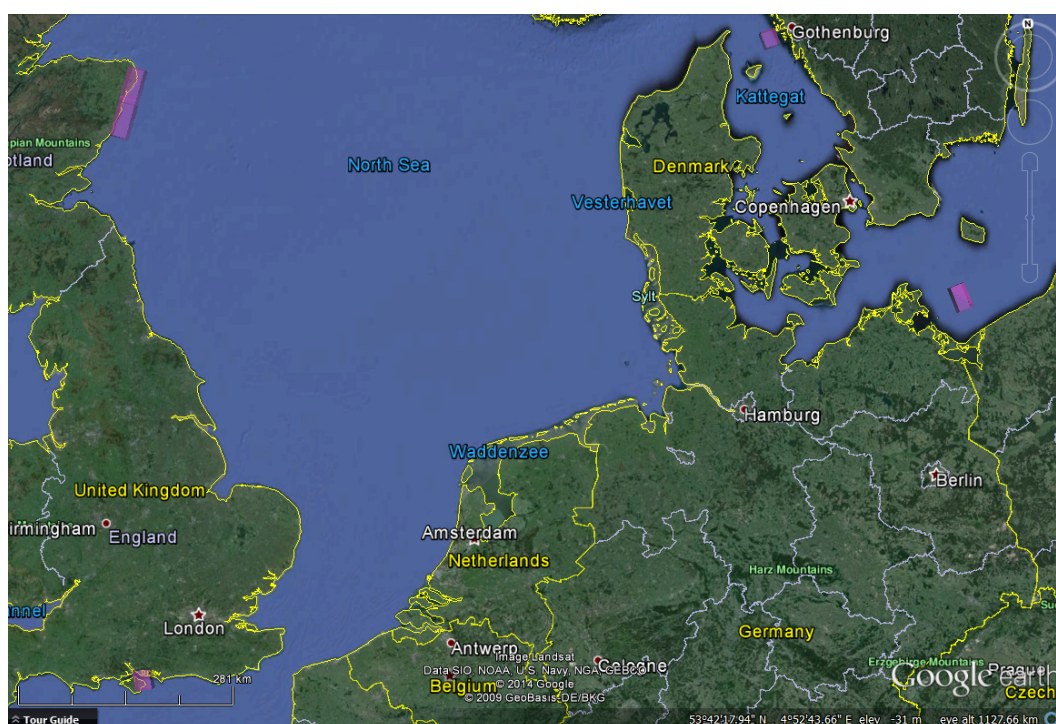 N
Gothenburg
Kattegat
pian Mountains
otland
North Sea
Denmark
Vesterhavet
Copenhagen
Sylt
Hamburg
Waddenzee
United Kingdom
Berlin
irmingham
England
Amsterdam
Netherlands
Harz Mountains
London
Germany
Antwerp
Image Landsat
Cologne
Data SIO, NOAA, U.S. Navy, NGA, GEBCO
Erzgebirge Mountains
Prague
281 km
© 2014 Google
Belgium
Google earth
© 2009 GeoBasis-DE/BKG
Czech
Tour Guide
53°42'17.94" N 4°52'43.66" E elev -31 m eye alt 1127.66 km